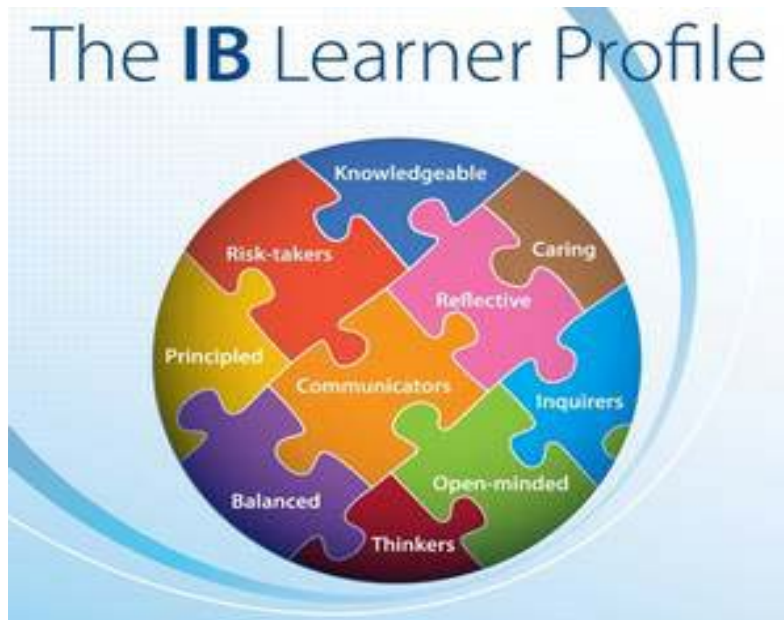 The IB Learner Profile
Knowledgeable
Risk-takers
Caring
Reflective
Principled
Communicators
Inquirers
Balanced
Open-minded
Thinkers